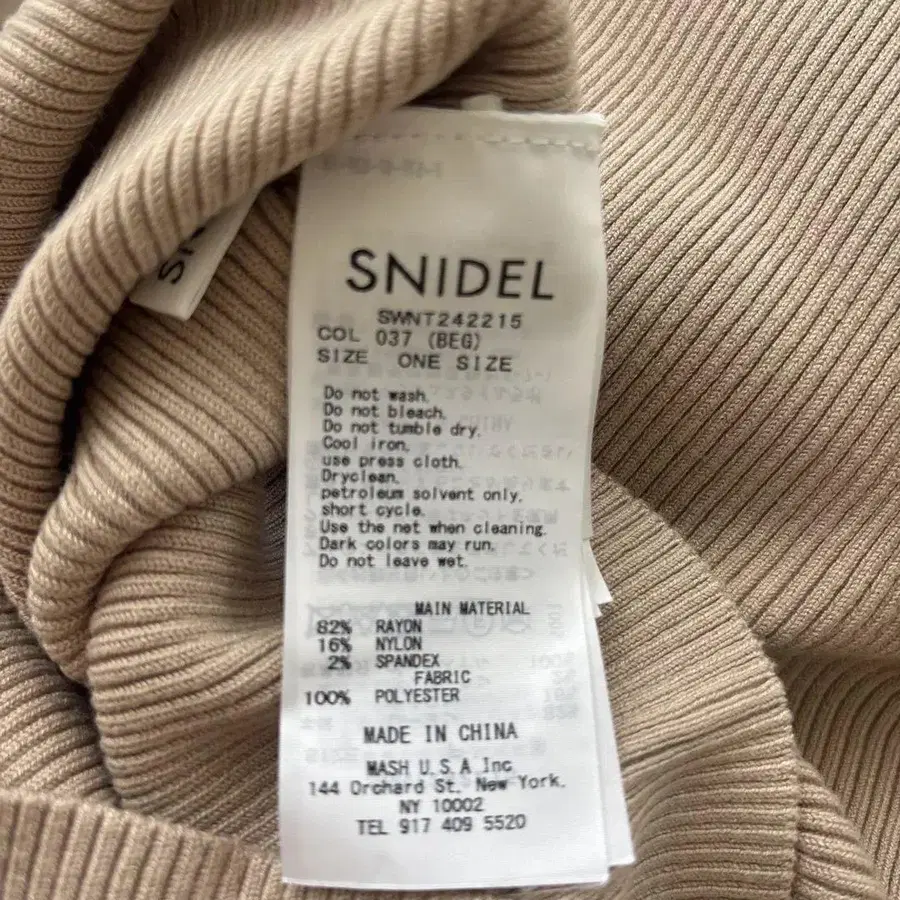 SNIDEL
SWNT242215
COL 037 (BEG)
SIZE ONE SIZE
Do not wash.
Do not bleach.
Do not tumble dry.
Cool iron.
use press cloth.
Dryclean.
petroleum solvent only.
short cycle.
Use the net when cleaning.
Dark colors may run.
Do not leave wet.
MAIN MATERIAL
82% RAYON
16% NYLON
2% SPANDEX
FABRIC
100% POLYESTER
MADE IN CHINA
MASH U.S.A Inc
144 Orchard St. New York.
NY 10002
TEL 917 409 5520